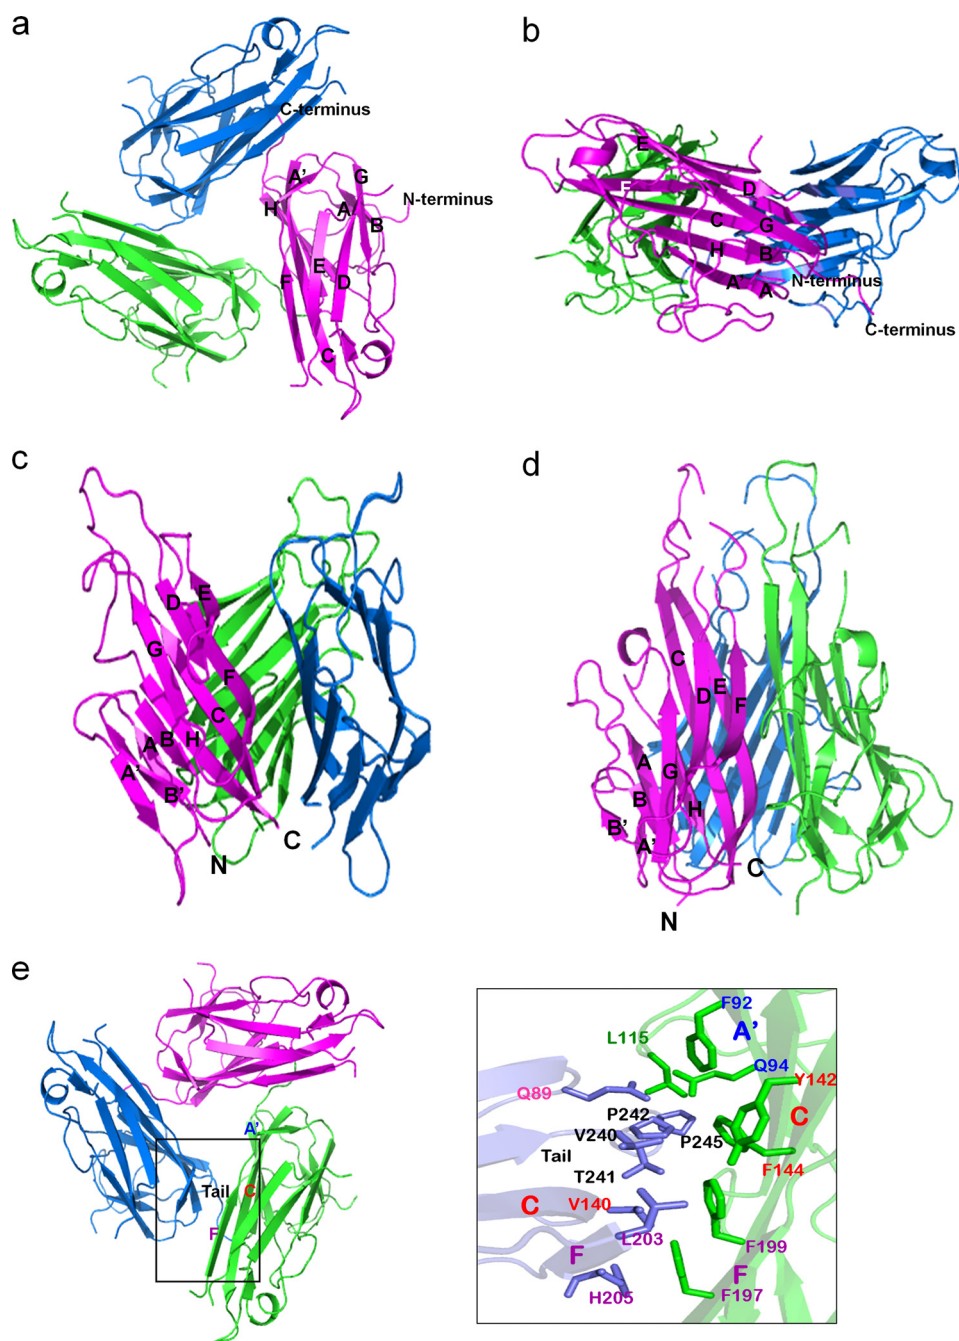 a
C-terminus
A'
G
H
A
B
N-terminus
E
F
D
C
b
E
F
D
C
G
H
B
N-terminus
A'
A
C-terminus
c
D
E
G
F
C
A
B
H
A'
B'
N
C
d
C
D
E
F
A
G
B
H
B'
A'
C
N
e
A'
Tail
C
F
F92
A'
L115
Q94
Y142
Q89
P242
C
V240
P245
Tail
F144
T241
C
V140
L203
F199
F
F
H205
F197